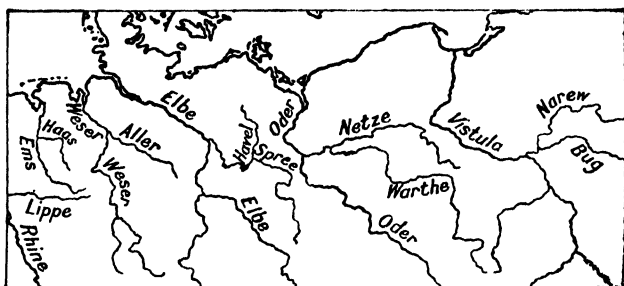 Elbe
Oder
Narew
Weser
Haas
Ems
Aller
Havel
Netze
Vistula
Spree
Bug
Weser
Warthe
Lippe
Elbe
Oder
Rhine